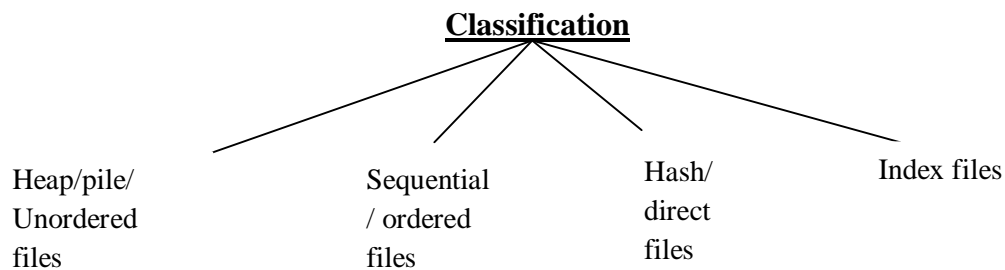 Classification
Heap/pile/
Unordered
files
Sequential
/ ordered
files
Hash/
direct
files
Index files